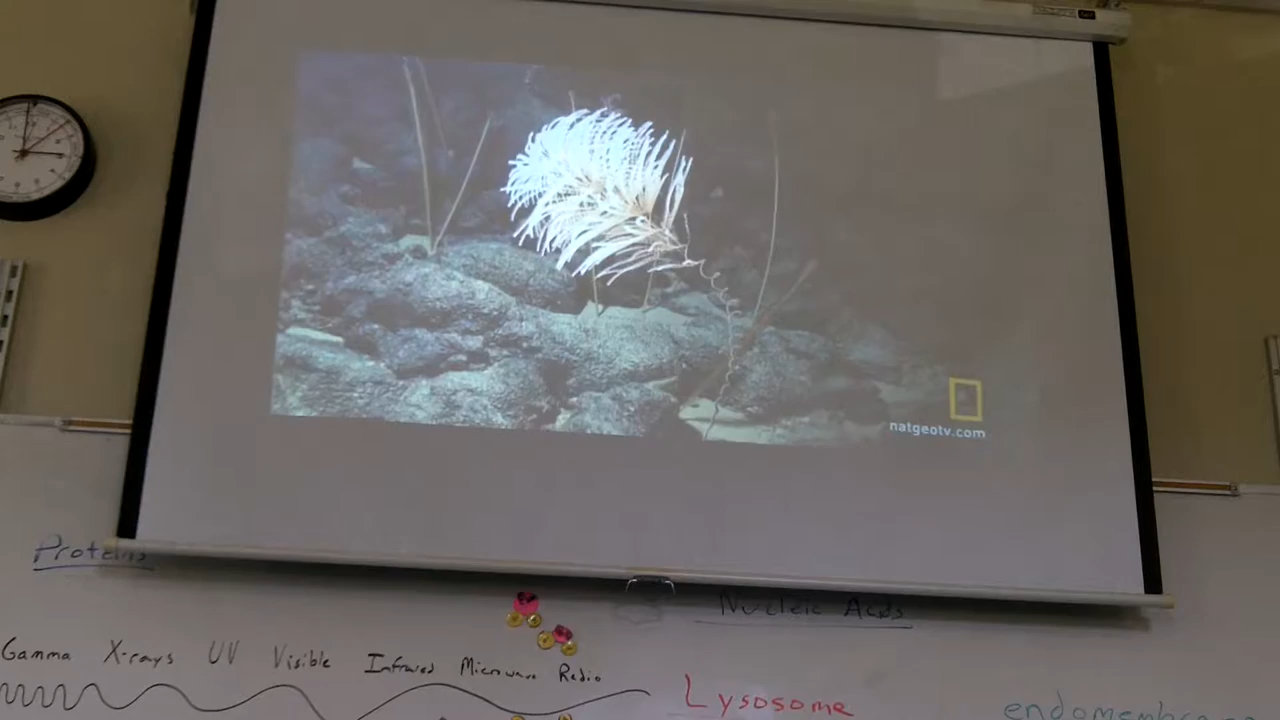 natgeotv.com
Proteins
Nucleic Acids
Gamma X-rays UV Visible Infrared Microwave Radio
Lysosome